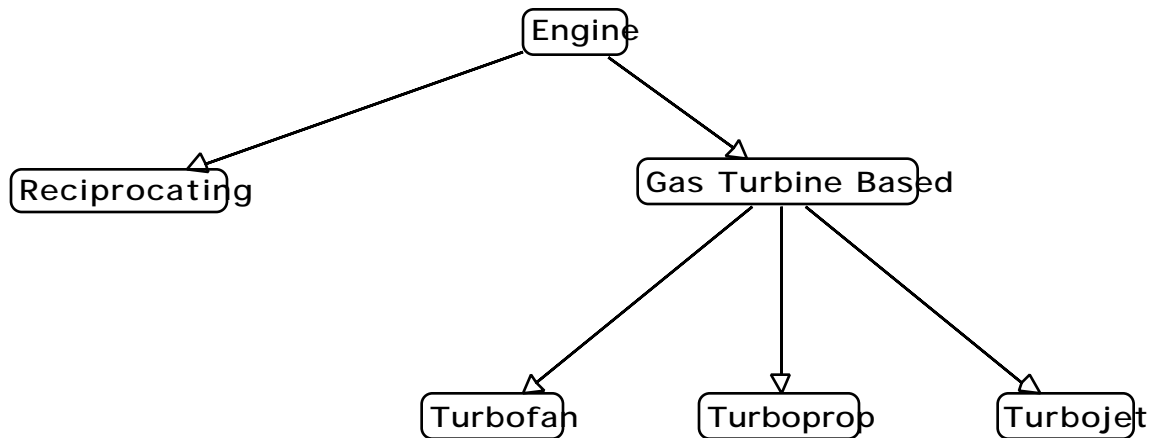 Engine
Reciprocating
Gas Turbine Based
Turbofan
Turboprop
Turbojet